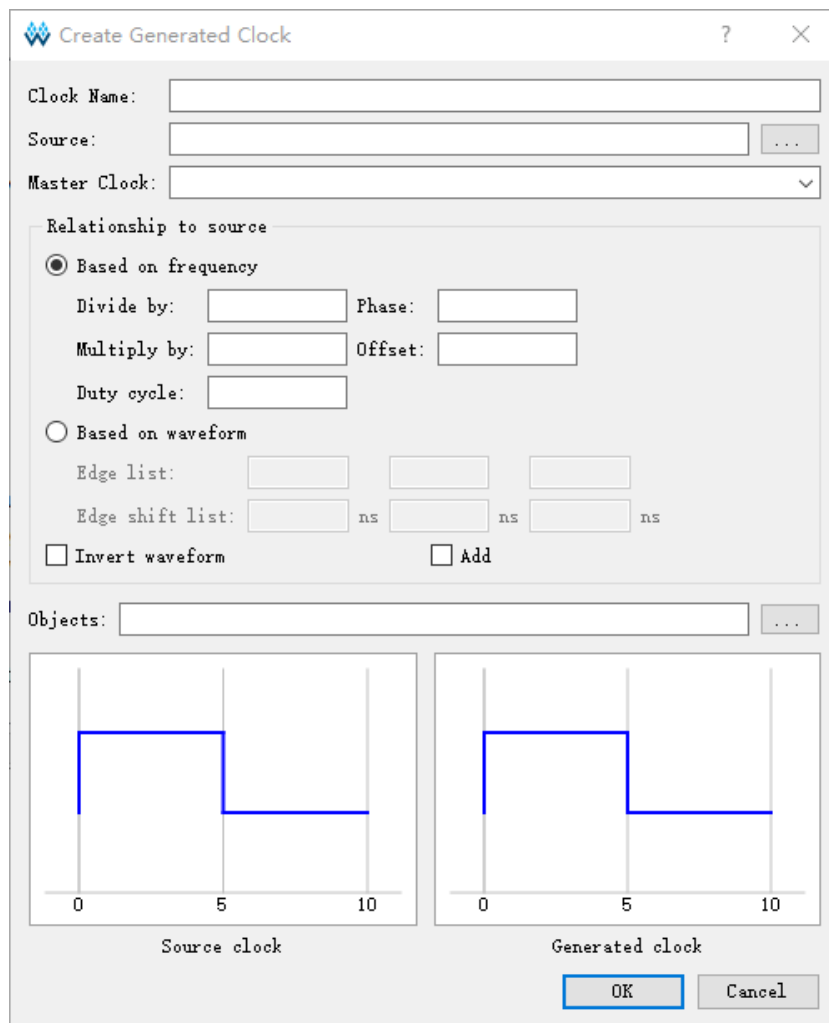 Create Generated Clock ?
Clock Name:
Source: ...
Master Clock:
Relationship to source
Based on frequency
Divide by: Phase:
Multiply by: Offset:
Duty cycle:
Based on waveform
Edge list:
Edge shift list: ns ns ns
Invert waveform Add
Objects: ...
0 5 10 0 5 10
Source clock Generated clock
OK Cancel